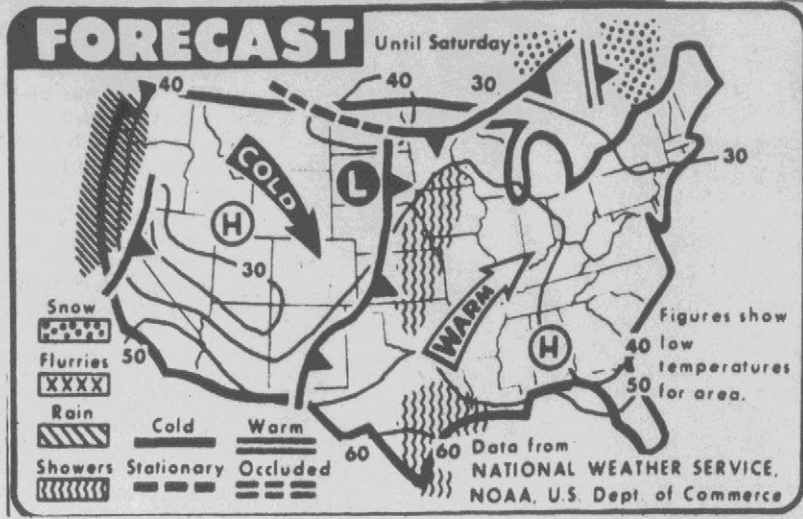 FORECAST
Until Saturday
40
40
30
30
COLD
L
H
30
WARM
H
50
60
60
40
50
Figures show
low
temperatures
for area.
Snow
Flurries
XXXX
Rain
Showers
Cold
Warm
Stationary
Occluded
Data from
NATIONAL WEATHER SERVICE,
NOAA, U.S. Dept. of Commerce